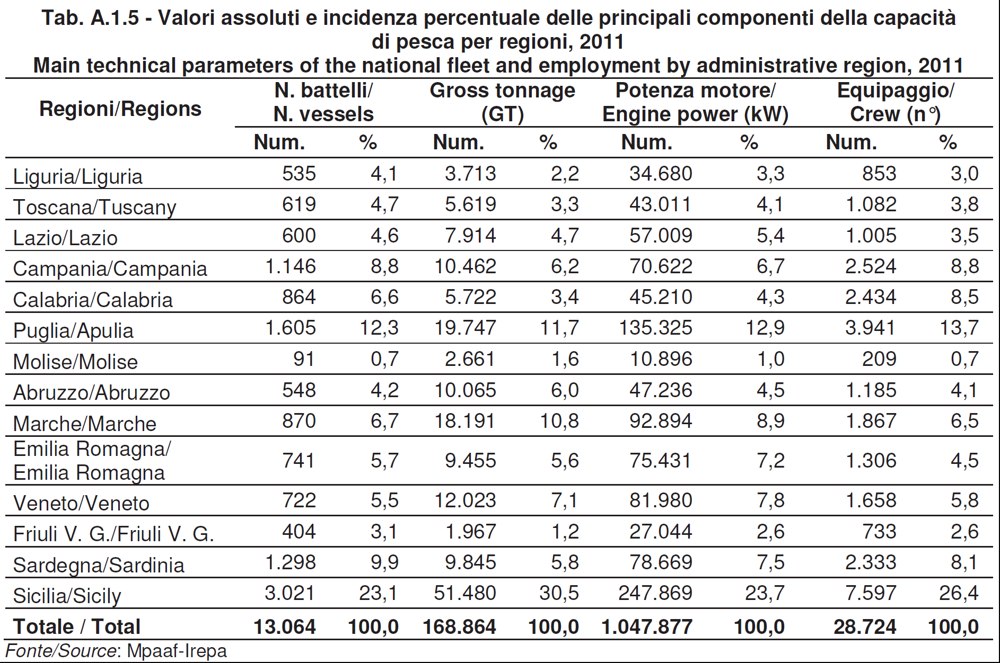 Tab. A.1.5 - Valori assoluti e incidenza percentuale delle principali componenti della capacità
di pesca per regioni, 2011
Main technical parameters of the national fleet and employment by administrative region, 2011
Regioni/Regions N. battelli/ Gross tonnage Potenza motore/ Equipaggio/
N. vessels (GT) Engine power (kW) Crew (n°)
Num. % Num. % Num. % Num. %
Liguria/Liguria 535 4,1 3.713 2,2 34.680 3,3 853 3,0
Toscana/Tuscany 619 4,7 5.619 3,3 43.011 4,1 1.082 3,8
Lazio/Lazio 600 4,6 7.914 4,7 57.009 5,4 1.005 3,5
Campania/Campania 1.146 8,8 10.462 6,2 70.622 6,7 2.524 8,8
Calabria/Calabria 864 6,6 5.722 3,4 45.210 4,3 2.434 8,5
Puglia/Apulia 1.605 12,3 19.747 11,7 135.325 12,9 3.941 13,7
Molise/Molise 91 0,7 2.661 1,6 10.896 1,0 209 0,7
Abruzzo/Abruzzo 548 4,2 10.065 6,0 47.236 4,5 1.185 4,1
Marche/Marche 870 6,7 18.191 10,8 92.894 8,9 1.867 6,5
Emilia Romagna/
Emilia Romagna 741 5,7 9.455 5,6 75.431 7,2 1.306 4,5
Veneto/Veneto 722 5,5 12.023 7,1 81.980 7,8 1.658 5,8
Friuli V. G./Friuli V. G. 404 3,1 1.967 1,2 27.044 2,6 733 2,6
Sardegna/Sardinia 1.298 9,9 9.845 5,8 78.669 7,5 2.333 8,1
Sicilia/Sicily 3.021 23,1 51.480 30,5 247.869 23,7 7.597 26,4
Totale / Total 13.064 100,0 168.864 100,0 1.047.877 100,0 28.724 100,0
Fonte/Source: Mpaaf-Irepa